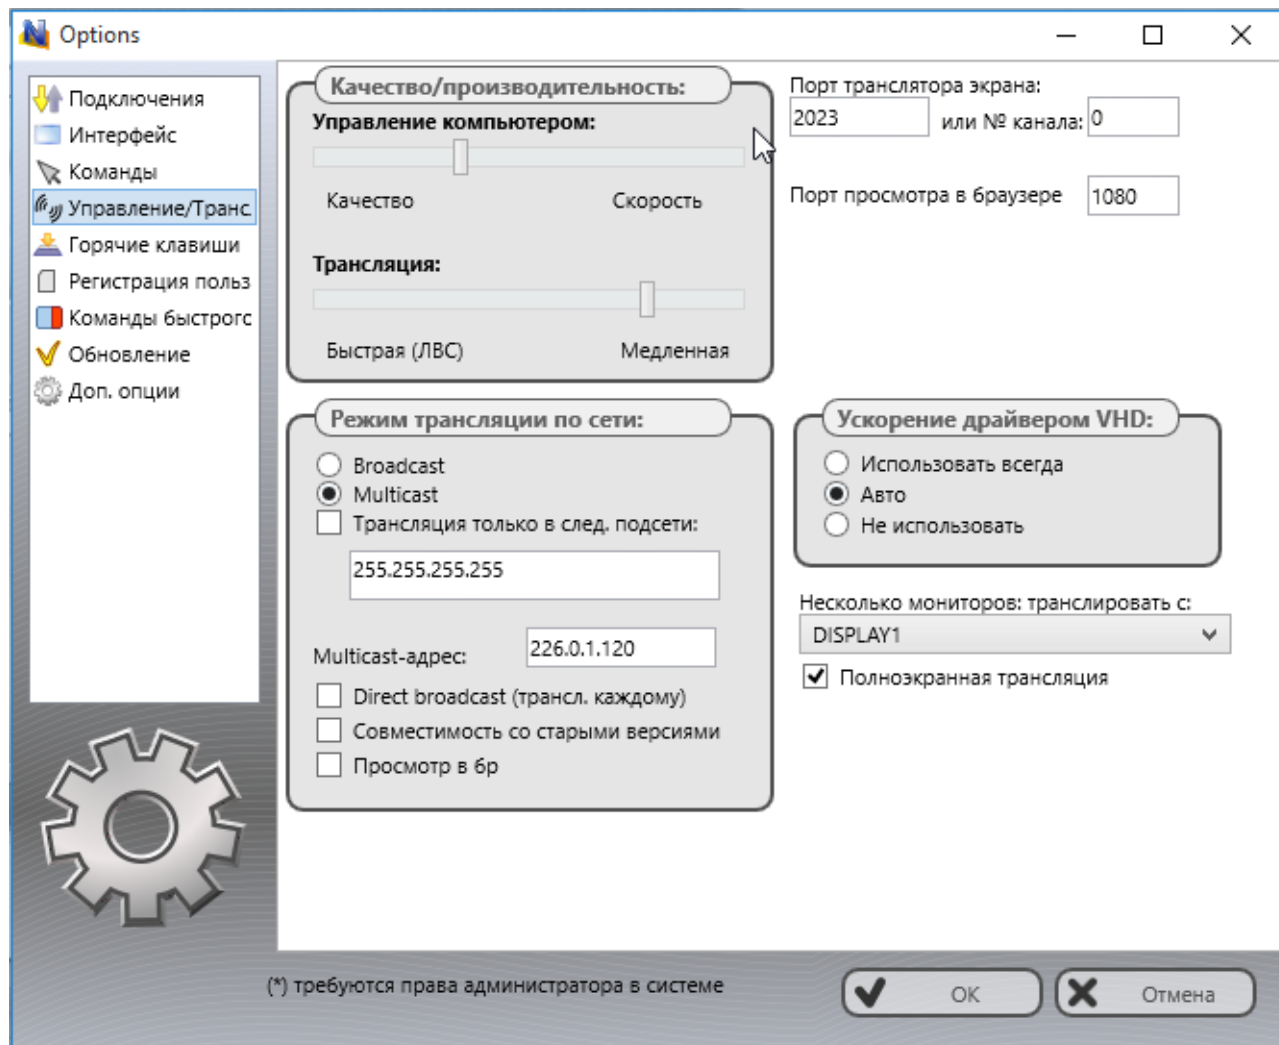 Options
Подключения
Интерфейс
Команды
Управление/Транс.
Горячие клавиши
Регистрация польз
Команды быстрогс
Обновление
Доп. опции
Качество/производительность:
Управление компьютером:
Качество Скорость
Трансляция:
Быстрая (ЛВС) Медленная
Порт транслятора экрана:
2023 или № канала: 0
Порт просмотра в браузере 1080
Режим трансляции по сети:
Broadcast
Multicast
Трансляция только в след. подсети:
255.255.255.255
Multicast-адрес: 226.0.1.120
Direct broadcast (трансл. каждому)
Совместимость со старыми версиями
Просмотр в бр
Ускорение драйвером VHD:
Использовать всегда
Авто
Не использовать
Несколько мониторов: транслировать с:
DISPLAY1
Полноэкранная трансляция
(*) требуются права администратора в системе
ОК Отмена